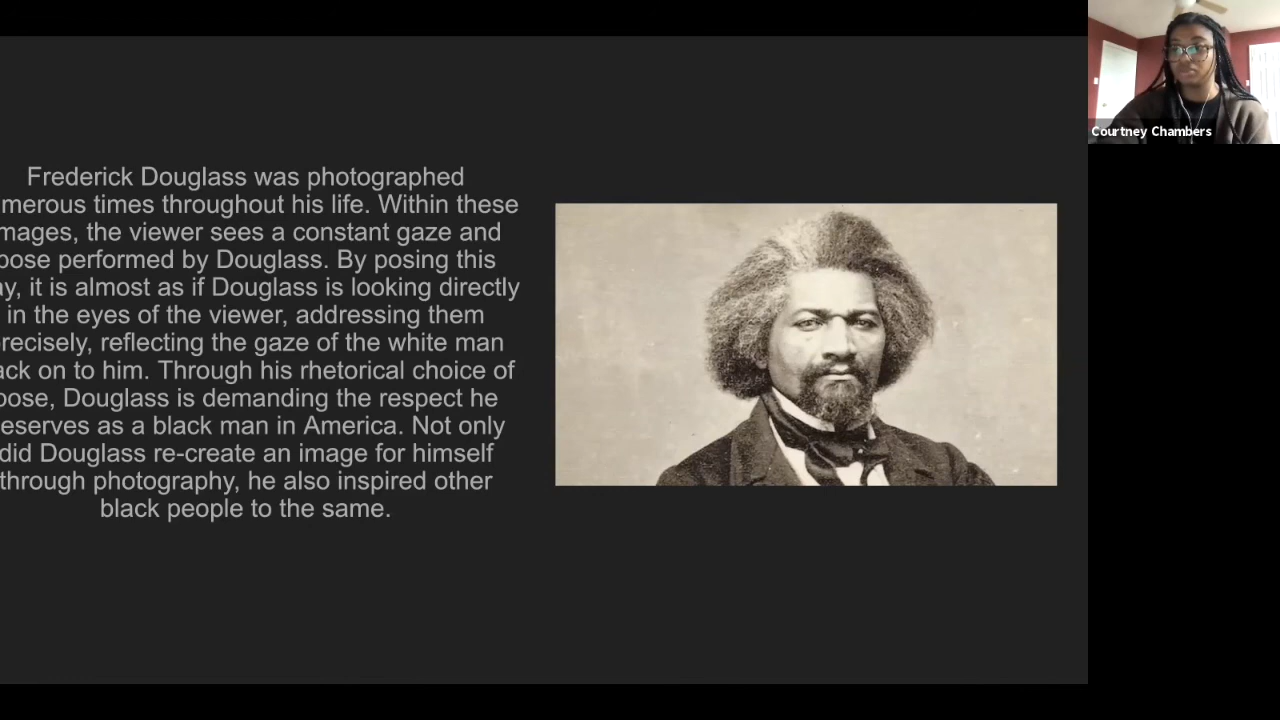 Frederick Douglass was photographed
merous times throughout his life. Within these
mages, the viewer sees a constant gaze and
pose performed by Douglass. By posing this
ay, it is almost as if Douglass is looking directly
in the eyes of the viewer, addressing them
recisely, reflecting the gaze of the white man
ack on to him. Through his rhetorical choice of
pose, Douglass is demanding the respect he
eserves as a black man in America. Not only
did Douglass re-create an image for himself
through photography, he also inspired other
black people to the same.
Courtney Chambers